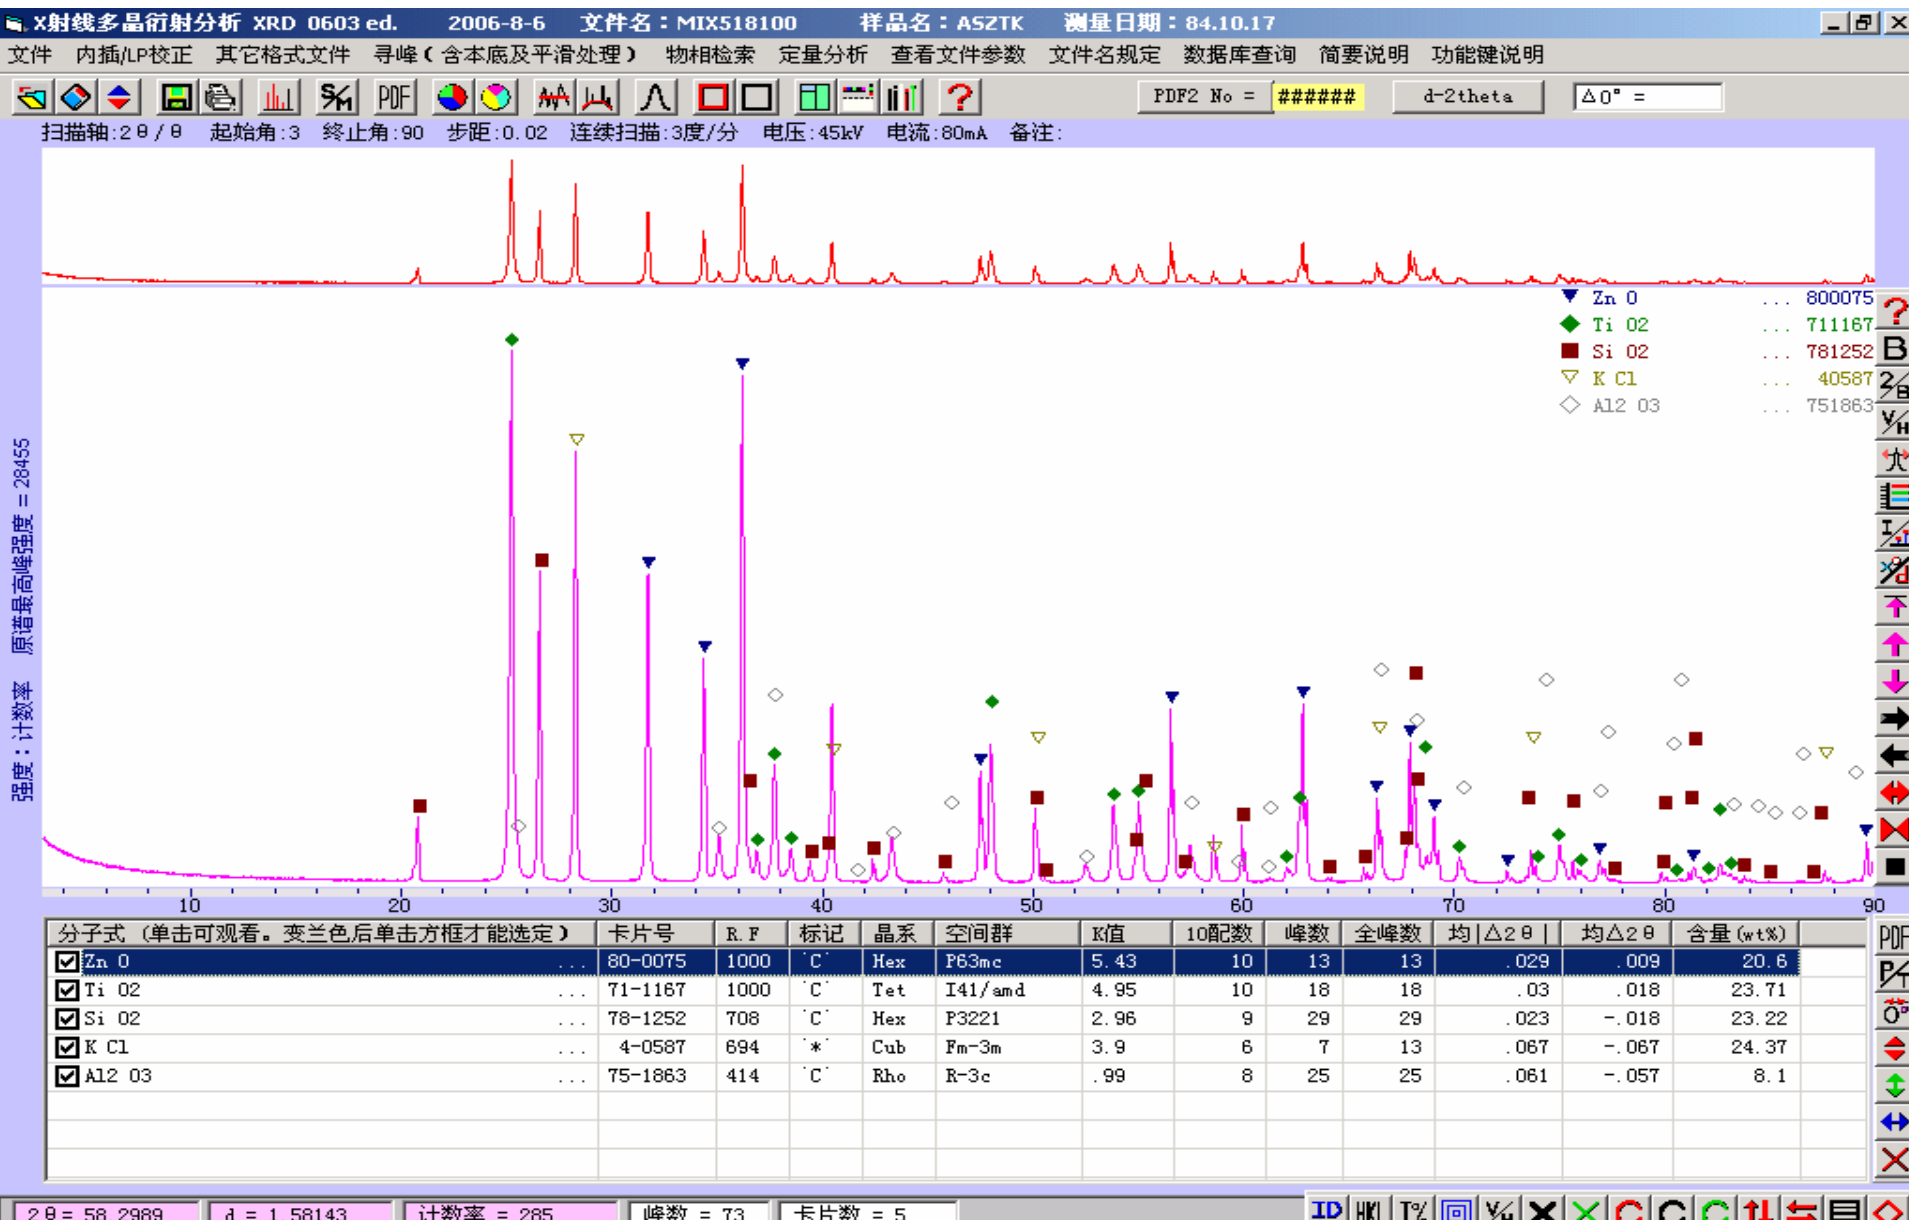 X射线多晶衍射分析 XRD 0603 ed. 2006-8-6 文件名：MIX518100 样品名：ASZTK 测量日期：84.10.17
文件 内插/LP校正 其它格式文件 寻峰（含本底及平滑处理） 物相检索 定量分析 查看文件参数 文件名规定 数据库查询 简要说明 功能键说明
S/M PDF PDF2 No = ###### d-2theta △0° =
扫描轴:2θ/θ 起始角:3 终止角:90 步距:0.02 连续扫描:3度/分 电压:45kV 电流:80mA 备注:
Zn O ... 800075
Ti O2 ... 711167
Si O2 ... 781252
K Cl ... 40587
Al2 O3 ... 751863
强度：计数率 原谱最高峰强度 = 28455
10 20 30 40 50 60 70 80 90
分子式（单击可观看。变兰色后单击方框才能选定） 卡片号 R.F 标记 晶系 空间群 K值 10配数 峰数 全峰数 均|△2θ| 均△2θ 含量(wt%)
Zn O ... 80-0075 1000 'C' Hex P63mc 5.43 10 13 13 .029 .009 20.6
Ti O2 ... 71-1167 1000 'C' Tet I41/amd 4.95 10 18 18 .03 .018 23.71
Si O2 ... 78-1252 708 'C' Hex P3221 2.96 9 29 29 .023 -.018 23.22
K Cl ... 4-0587 694 '*' Cub Fm-3m 3.9 6 7 13 .067 -.067 24.37
Al2 O3 ... 75-1863 414 'C' Rho R-3c .99 8 25 25 .061 -.057 8.1
2θ= 58.2989 d = 1.58143 计数率 = 285 峰数 = 73 卡片数 = 5 ID HKL T% V/H